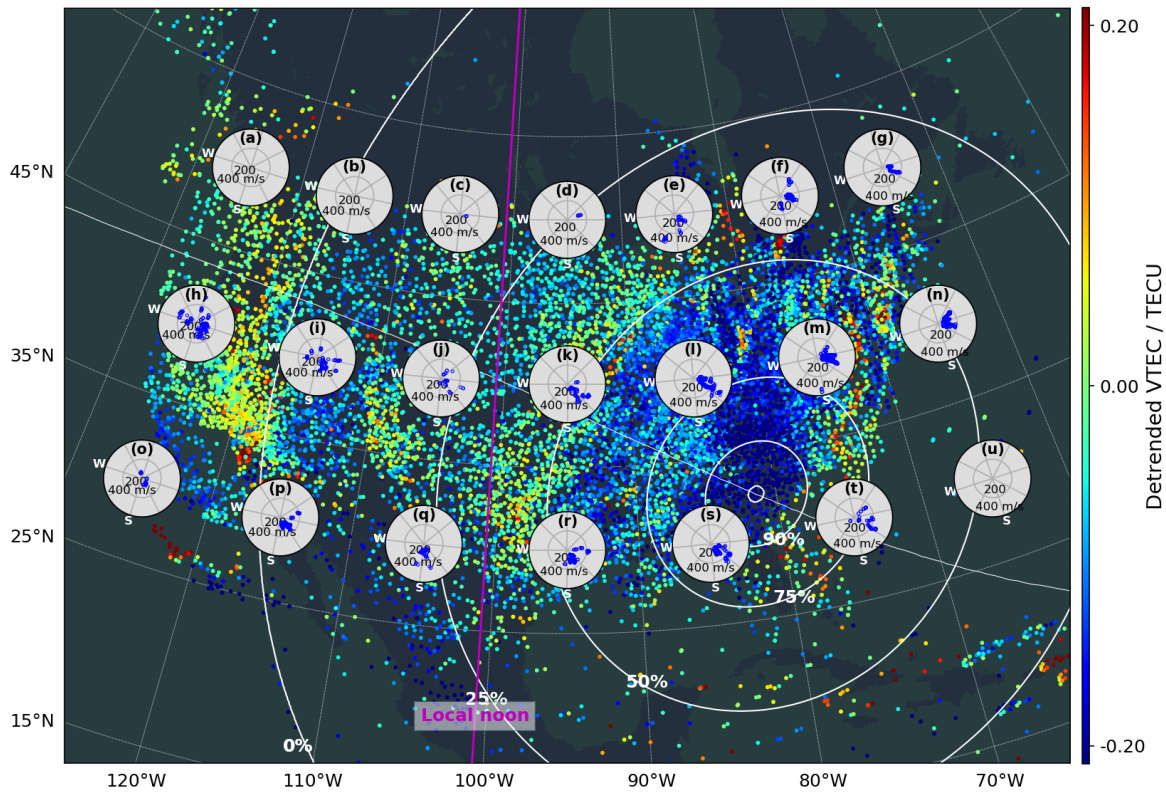 0.20
(a)
(b)
(c)
(d)
(e)
(f)
(g)
45°N
W
200
400 m/s
S
W
200
400 m/s
S
W
200
400 m/s
S
W
200
400 m/s
S
W
200
400 m/s
S
W
200
400 m/s
S
200
400 m/s
S
(h)
(i)
(j)
(k)
(l)
(m)
(n)
35°N
W
200
400 m/s
S
W
200
400 m/s
S
W
200
400 m/s
S
W
200
400 m/s
S
W
200
400 m/s
S
W
200
400 m/s
S
W
200
400 m/s
S
0.00
Detrended VTEC / TECU
(o)
(p)
(q)
(r)
(s)
(t)
(u)
25°N
W
200
400 m/s
S
W
200
400 m/s
S
W
200
400 m/s
S
W
200
400 m/s
S
W
200
400 m/s
S
W
200
400 m/s
S
W
200
400 m/s
S
90%
75%
50%
25%
Local noon
15°N
0%
-0.20
120°W
110°W
100°W
90°W
80°W
70°W